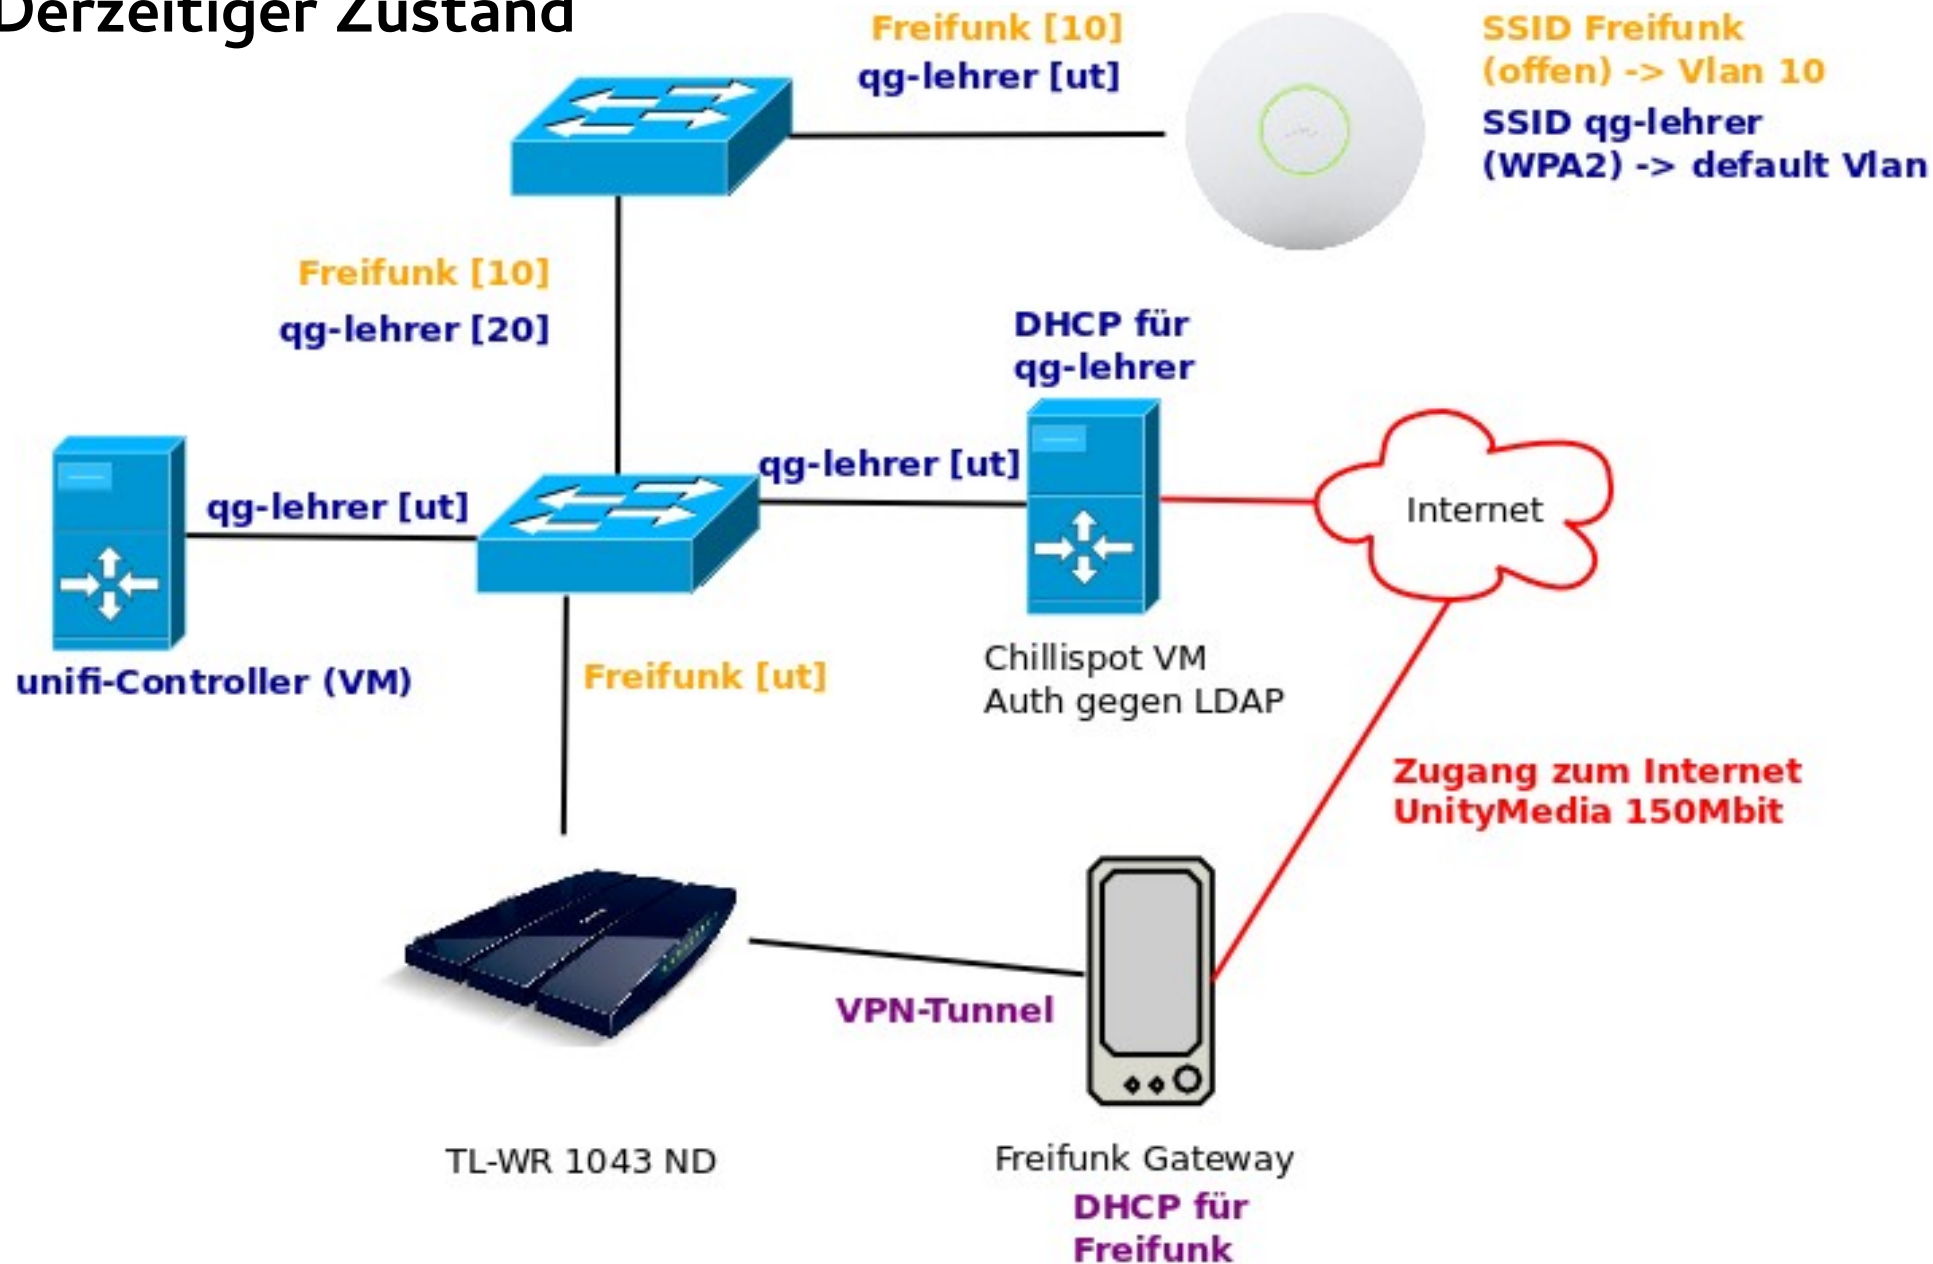 Derzeitiger Zustand
Freifunk [10]
qg-lehrer [ut]
SSID Freifunk
(offen) -> Vlan 10
SSID qg-lehrer
(WPA2) -> default Vlan
Freifunk [10]
qg-lehrer [20]
DHCP für
qg-lehrer
qg-lehrer [ut]
qg-lehrer [ut]
Internet
unifi-Controller (VM)
Freifunk [ut]
Chillispot VM
Auth gegen LDAP
Zugang zum Internet
UnityMedia 150Mbit
VPN-Tunnel
TL-WR 1043 ND
Freifunk Gateway
DHCP für
Freifunk